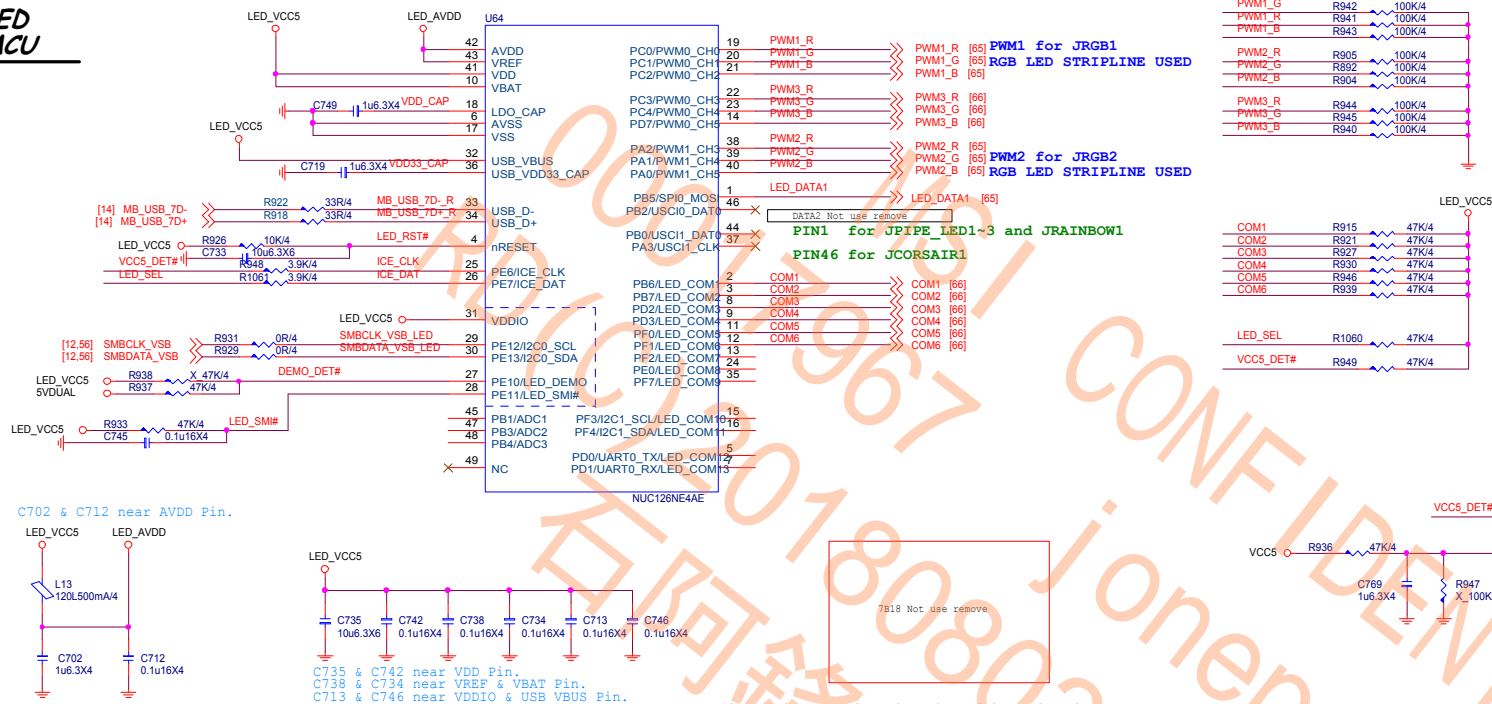 LED_VCC5
LED_AVDD
U64
42 AVDD
43 VREF
41 VDD
10 VBAT
C749 1u6.3X4 VDD_CAP 18 LDO_CAP
6 AVSS
17 VSS
LED_VCC5
32 USB_VBUS
C719 1u6.3X4 VDD33_CAP 36 USB_VDD33_CAP
[14] MB_USB_7D- R922 33R/4 MB_USB_7D-_R 33 USB_D-
[14] MB_USB_7D+ R918 33R/4 MB_USB_7D+_R 34 USB_D+
LED_VCC5 R926 10K/4 LED_RST# 4 nRESET
C733 10u6.3X6
VCC5_DET# R948 3.9K/4 ICE_CLK 25 PE6/ICE_CLK
LED_SEL R1061 3.9K/4 ICE_DAT 26 PE7/ICE_DAT
LED_VCC5 31 VDDIO
[12,56] SMBCLK_VSB R931 0R/4 SMBCLK_VSB_LED 29 PE12/I2C0_SCL
[12,56] SMBDATA_VSB R929 0R/4 SMBDATA_VSB_LED 30 PE13/I2C0_SDA
LED_VCC5 R938 X_47K/4 DEMO_DET# 27 PE10/LED_DEMO
5VDUAL R937 47K/4 28 PE11/LED_SMI#
LED_VCC5 R933 47K/4 LED_SMI#
C745 0.1u16X4
45 PB1/ADC1
47 PB3/ADC2
48 PB4/ADC3
49 NC
PC0/PWM0_CH0 19 PWM1_R PWM1_R [65]
PC1/PWM0_CH1 20 PWM1_G PWM1_G [65]
PC2/PWM0_CH2 21 PWM1_B PWM1_B [65]
PWM1 for JRGB1
RGB LED STRIPLINE USED
PC3/PWM0_CH3 22 PWM3_R PWM3_R [66]
PC4/PWM0_CH4 23 PWM3_G PWM3_G [66]
PD7/PWM0_CH5 14 PWM3_B PWM3_B [66]
PA2/PWM1_CH3 38 PWM2_R PWM2_R [65]
PA1/PWM1_CH4 39 PWM2_G PWM2_G [65]
PA0/PWM1_CH5 40 PWM2_B PWM2_B [65]
PWM2 for JRGB2
RGB LED STRIPLINE USED
PB5/SPI0_MOSI 1 LED_DATA1 LED_DATA1 [65]
PB2/USCI0_DAT0 46
DATA2 Not use remove
PB0/USCI1_DAT0 44
PA3/USCI1_CLK 37
PIN1 for JPIPE_LED1~3 and JRAINBOW1
PIN46 for JCORSAIR1
PB6/LED_COM1 2 COM1 COM1 [66]
PB7/LED_COM2 3 COM2 COM2 [66]
PD2/LED_COM3 8 COM3 COM3 [66]
PD3/LED_COM4 9 COM4 COM4 [66]
PF0/LED_COM5 11 COM5 COM5 [66]
PF1/LED_COM6 12 COM6 COM6 [66]
PF2/LED_COM7 13
PE0/LED_COM8 24
PF7/LED_COM9 35
PF3/I2C1_SCL/LED_COM10 15
PF4/I2C1_SDA/LED_COM11 16
PD0/UART0_TX/LED_COM12 5
PD1/UART0_RX/LED_COM13 7
NUC126NE4AE
PWM1_G R942 100K/4
PWM1_R R941 100K/4
PWM1_B R943 100K/4
PWM2_R R905 100K/4
PWM2_G R892 100K/4
PWM2_B R904 100K/4
PWM3_R R944 100K/4
PWM3_G R945 100K/4
PWM3_B R940 100K/4
LED_VCC5
COM1 R915 47K/4
COM2 R921 47K/4
COM3 R927 47K/4
COM4 R930 47K/4
COM5 R946 47K/4
COM6 R939 47K/4
LED_SEL R1060 47K/4
VCC5_DET# R949 47K/4
C702 & C712 near AVDD Pin.
LED_VCC5 LED_AVDD
L13
120L500mA/4
C702
1u6.3X4
C712
0.1u16X4
LED_VCC5
C735 C742 C738 C734 C713 C746
10u6.3X6 0.1u16X4 0.1u16X4 0.1u16X4 0.1u16X4 0.1u16X4
C735 & C742 near VDD Pin.
C738 & C734 near VREF & VBAT Pin.
C713 & C746 near VDDIO & USB VBUS Pin.
7B18 Not use remove
VCC5_DET#
VCC5 R936 47K/4
C769
1u6.3X4
R947
X_100K
MSI CONFIDEN
00017967 jonen
RD(C)20180803
石阿鋒